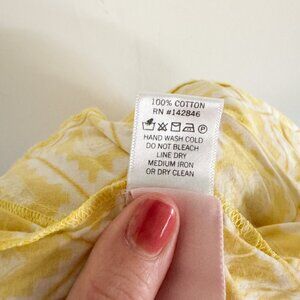 100% COTTON
RN #142846
HAND WASH COLD
DO NOT BLEACH
LINE DRY
MEDIUM IRON
OR DRY CLEAN